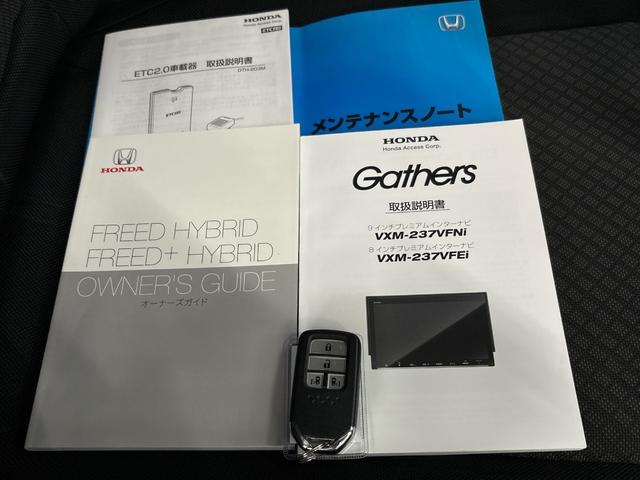 HONDA
Honda Access Corp.
ETC2.0車載器 取扱説明書
DTH-203M
メンテナンスノート
HONDA
FREED HYBRID
FREED+ HYBRID
OWNER'S GUIDE
オーナーズガイド
HONDA
Honda Access Corp.
Gathers
取扱説明書
9インチプレミアムインターナビ
VXM-237VFNi
8インチプレミアムインターナビ
VXM-237VFEi